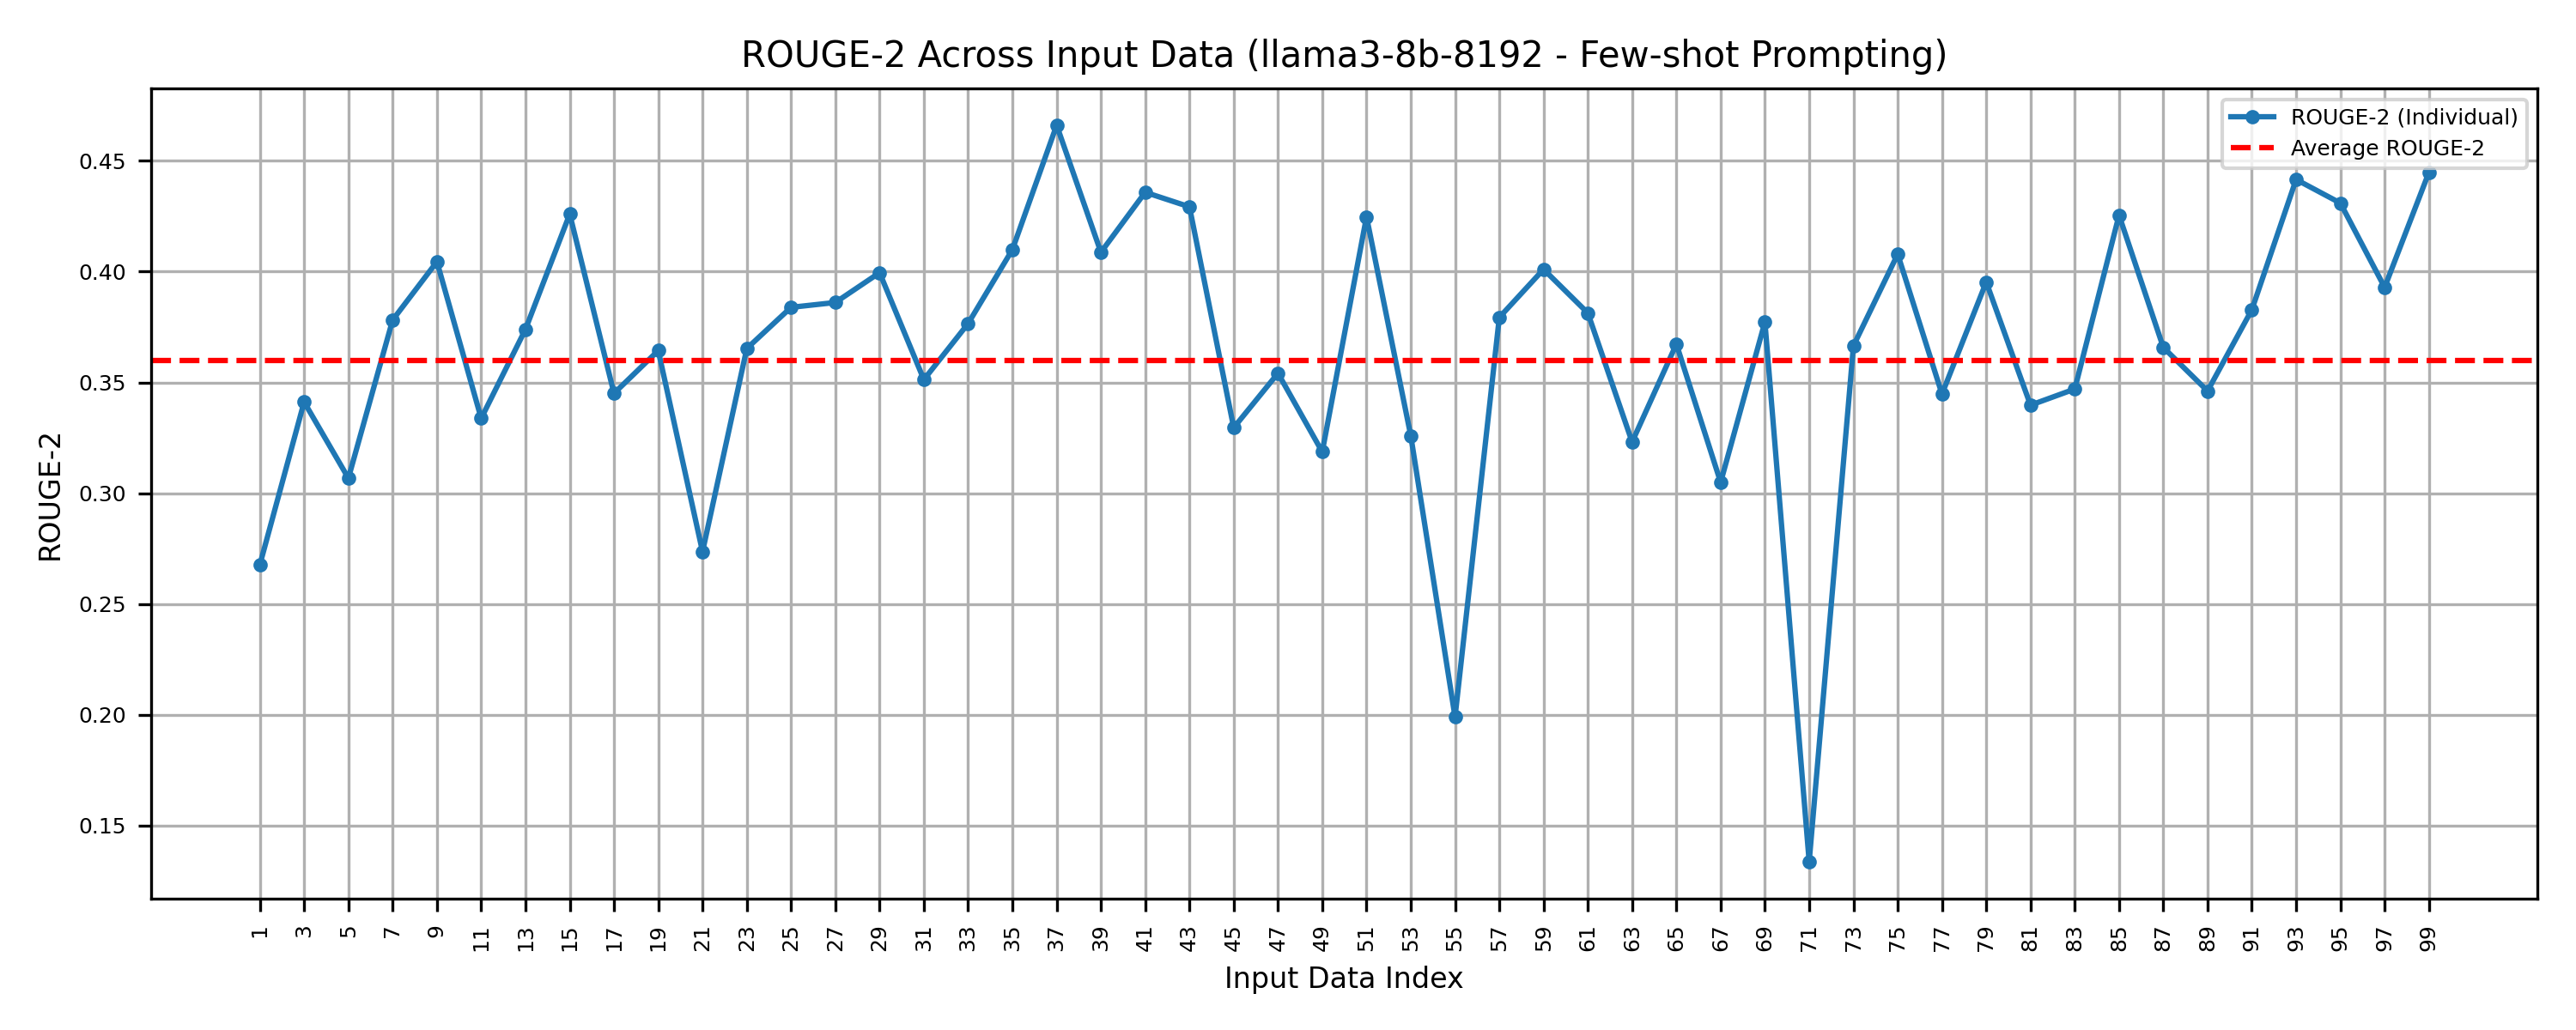 ROUGE-2 Across Input Data (llama3-8b-8192 - Few-shot Prompting)
ROUGE-2 (Individual)
Average ROUGE-2
0.45
0.40
0.35
0.30
0.25
0.20
0.15
ROUGE-2
1 3 5 7 9 11 13 15 17 19 21 23 25 27 29 31 33 35 37 39 41 43 45 47 49 51 53 55 57 59 61 63 65 67 69 71 73 75 77 79 81 83 85 87 89 91 93 95 97 99
Input Data Index